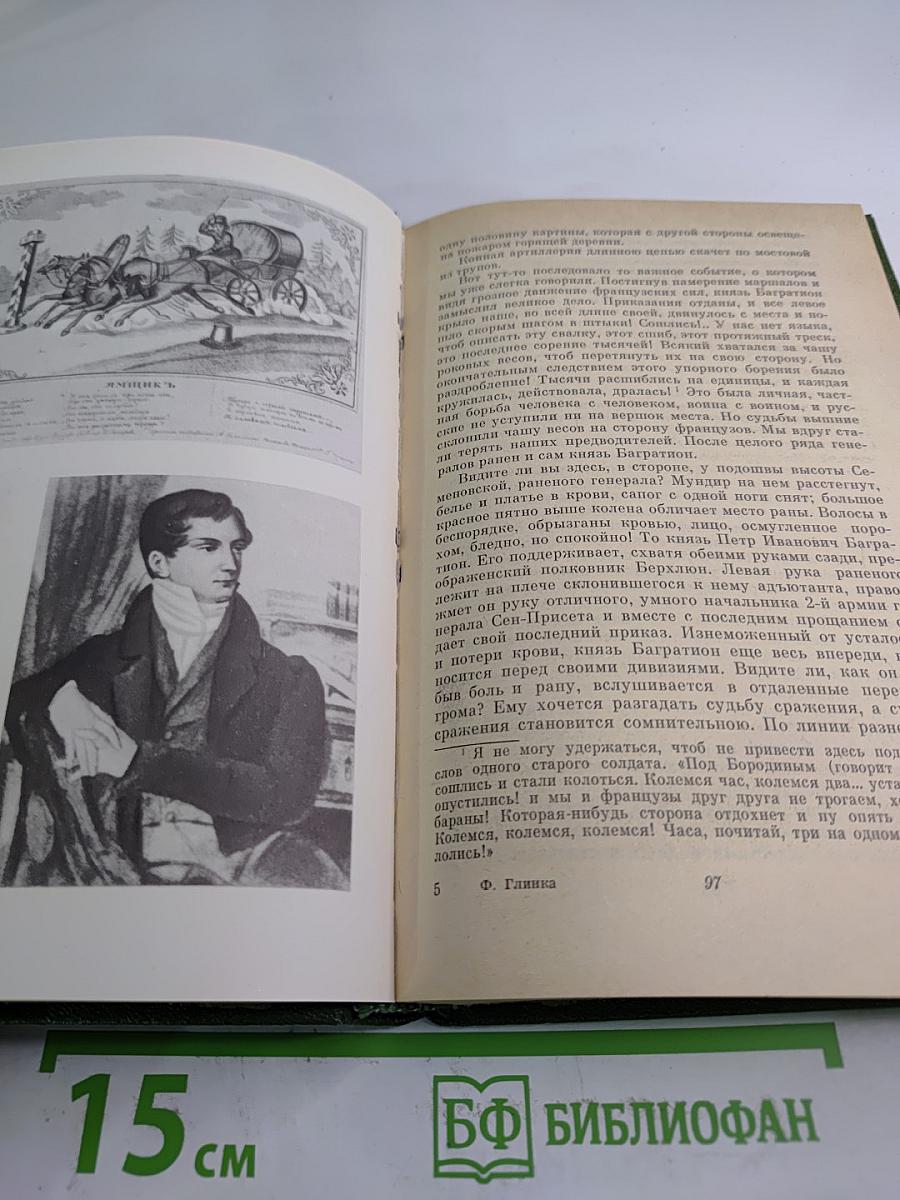 ЯМЩИКЪ
одну половину картины, которая с другой стороны освеще-
на пожаром горящей деревни.
Конная артиллерия длинною цепью скачет по мостовой
из трупов.
Вот тут-то последовало то важное событие, о котором
мы уже слегка говорили. Постигнув намерение маршалов и
видя грозное движение французских сил, князь Багратион
замыслил великое дело. Приказания отданы, и все левое
крыло наше, во всей длине своей, двинулось с места и по-
шло скорым шагом в штыки! Сошлись!.. У нас нет языка,
чтоб описать эту свалку, этот сшиб, этот протяжный треск,
это последнее сорение тысячей! Всякий хватался за чашу
роковых весов, чтоб перетянуть их на свою сторону. Но
окончательным следствием этого упорного борения было
раздробление! Тысячи расшиблись на единицы, и каждая
кружилась, действовала, дралась! 1 Это была личная, част-
ная борьба человека с человеком, воина с воином, и рус-
ские не уступили ни на вершок места. Но судьбы вышние
склонили чашу весов на сторону французов. Мы вдруг ста-
ли терять наших предводителей. После целого ряда гене-
ралов ранен и сам князь Багратион.
Видите ли вы здесь, в стороне, у подошвы высоты Се-
меновской, раненого генерала? Мундир на нем расстегнут,
белье и платье в крови, сапог с одной ноги снят; большое
красное пятно выше колена обличает место раны. Волосы в
беспорядке, обрызганы кровью, лицо, осмугленное поро-
хом, бледно, но спокойно! То князь Петр Иванович Багра-
тион. Его поддерживает, схватя обеими руками сзади, пре-
ображенский полковник Берхлюн. Левая рука раненого
лежит на плече склонившегося к нему адъютанта, право
жмет он руку отличного, умного начальника 2-й армии г
нерала Сен-Присета и вместе с последним прощанием с
дает свой последний приказ. Изнеможенный от усталос
и потери крови, князь Багратион еще весь впереди,
носится перед своими дивизиями. Видите ли, как он,
быв боль и рану, вслушивается в отдаленные пере
грома? Ему хочется разгадать судьбу сражения, а су
сражения становится сомнительною. По линии разне
1 Я не могу удержаться, чтоб не привести здесь под
слов одного старого солдата. «Под Бородиным (говорит
сошлись и стали колоться. Колемся час, колемся два... уста
опустились! и мы и французы друг друга не трогаем, х
бараны! Которая-нибудь сторона отдохнет и ну опять
Колемся, колемся, колемся! Часа, почитай, три на одном
лолись!»
5 Ф. Глинка 97
15 см
БФ БИБЛИОФАН